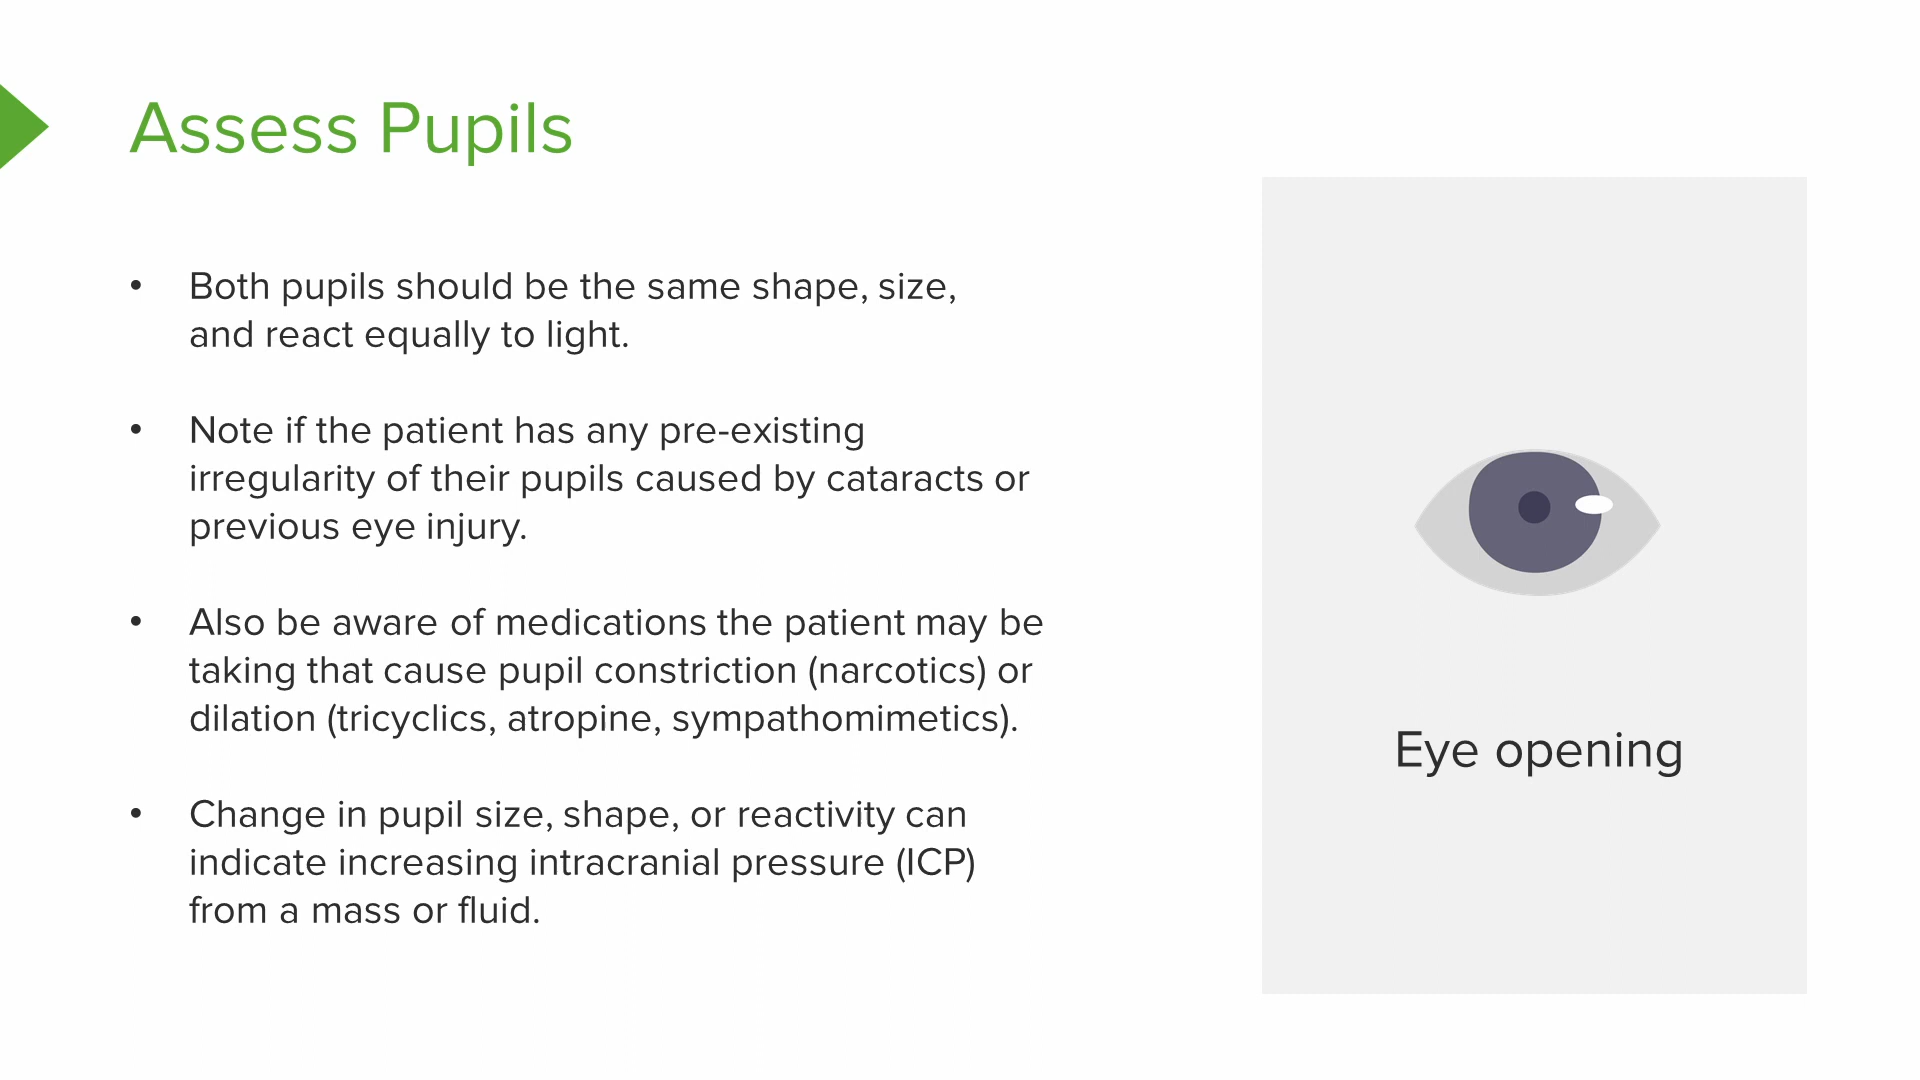 Assess Pupils
• Both pupils should be the same shape, size,
and react equally to light.
• Note if the patient has any pre-existing
irregularity of their pupils caused by cataracts or
previous eye injury.
• Also be aware of medications the patient may be
taking that cause pupil constriction (narcotics) or
dilation (tricyclics, atropine, sympathomimetics).
• Change in pupil size, shape, or reactivity can
indicate increasing intracranial pressure (ICP)
from a mass or fluid.
Eye opening